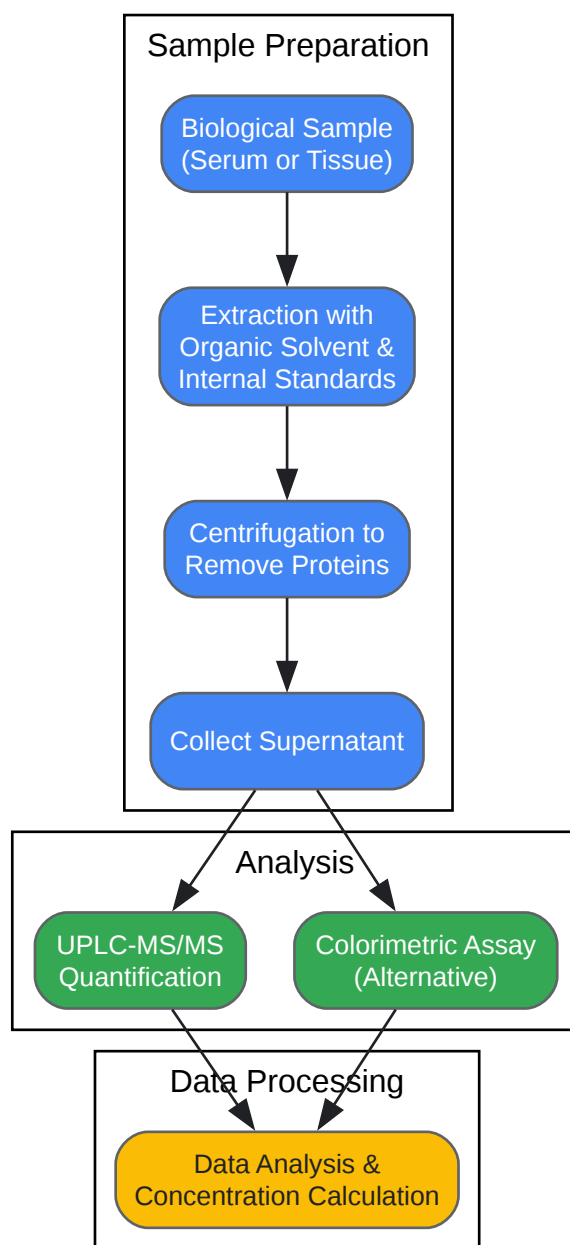 Sample Preparation
Biological Sample
(Serum or Tissue)
Extraction with
Organic Solvent &
Internal Standards
Centrifugation to
Remove Proteins
Collect Supernatant
Analysis
UPLC-MS/MS
Quantification
Colorimetric Assay
(Alternative)
Data Processing
Data Analysis &
Concentration Calculation